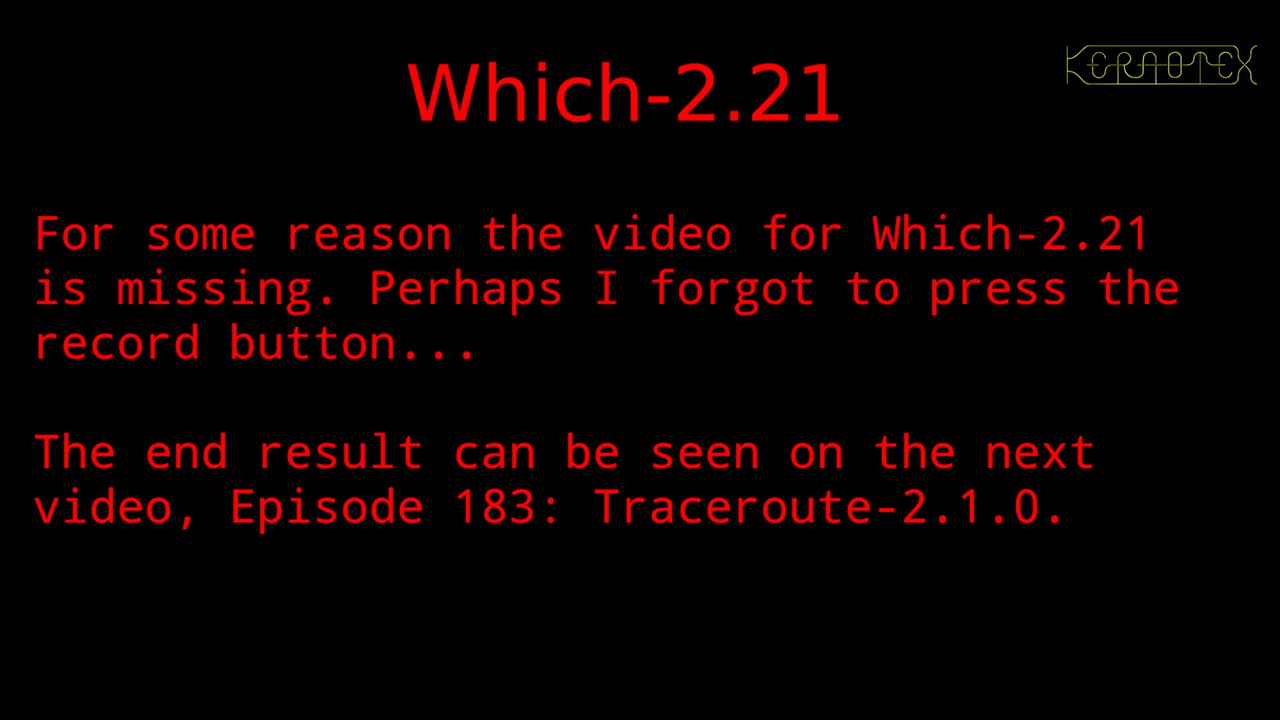 Which-2.21
KERNOTEX
For some reason the video for Which-2.21
is missing. Perhaps I forgot to press the
record button...
The end result can be seen on the next
video, Episode 183: Traceroute-2.1.0.